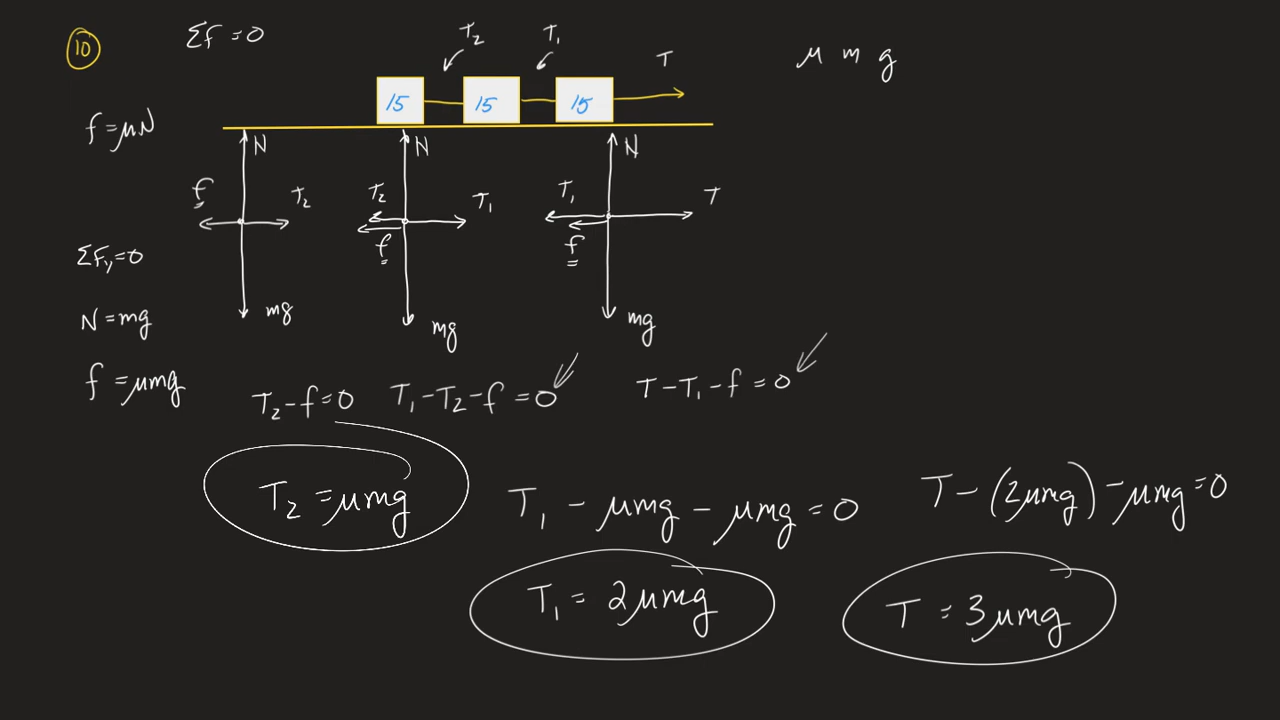 10
Σf = 0
T₂ T₁ T
μ m g
15 15 15
f = μN
N N N
f T₂ T₂ T₁ T₁ T
f f
ΣFy = 0
N = mg
mg mg mg
f = μmg
T₂ - f = 0 T₁ - T₂ - f = 0 T - T₁ - f = 0
T₂ = μmg
T₁ - μmg - μmg = 0
T - (2μmg) - μmg = 0
T₁ = 2μmg
T = 3μmg